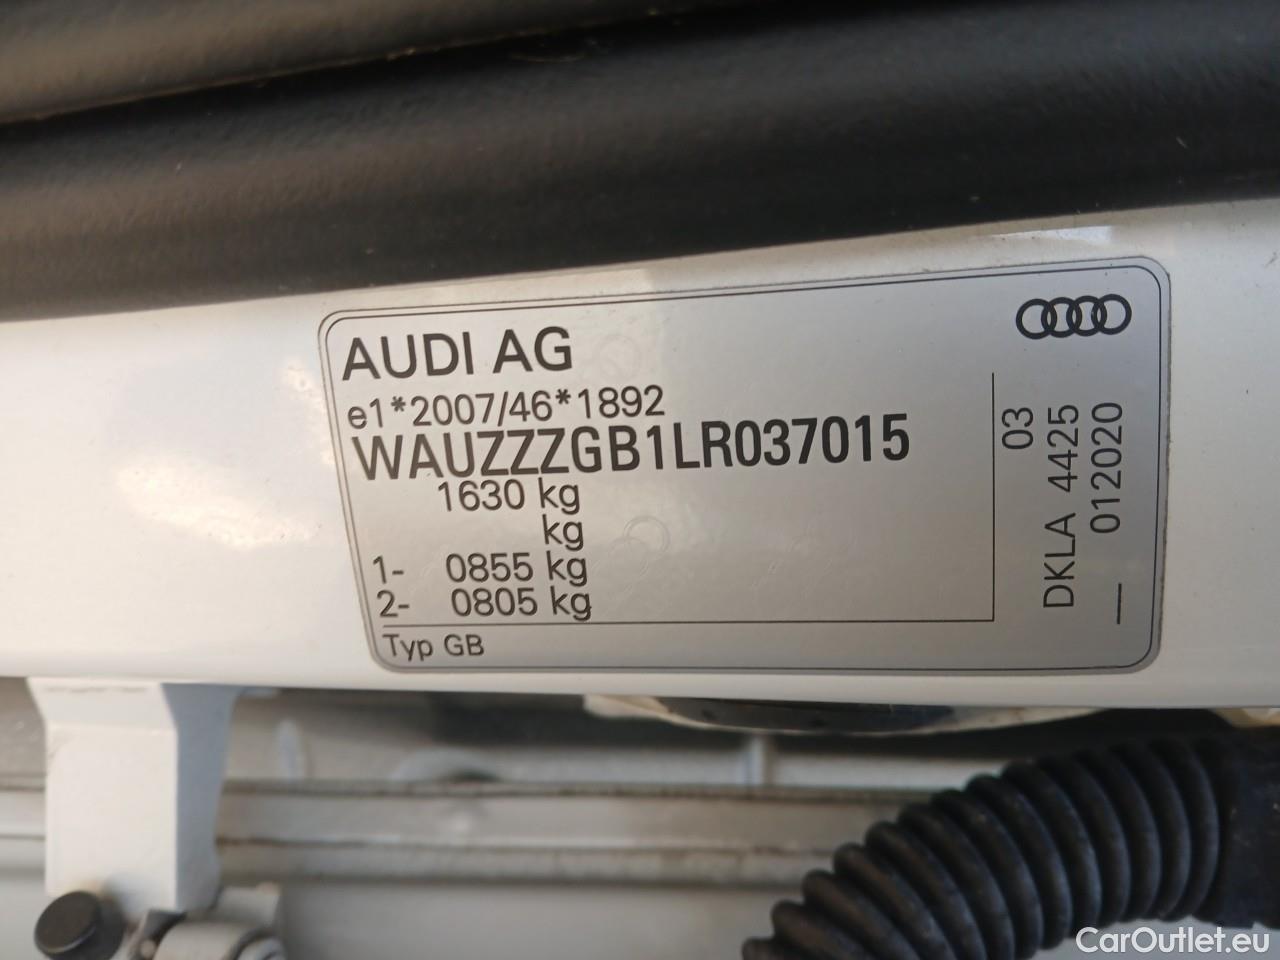 AUDI AG
e1*2007/46*1892
WAUZZZGB1LR037015
1630 kg
kg
1- 0855 kg
2- 0805 kg
Typ GB
03
DKLA 4425
— 0122020
CarOutlet.eu